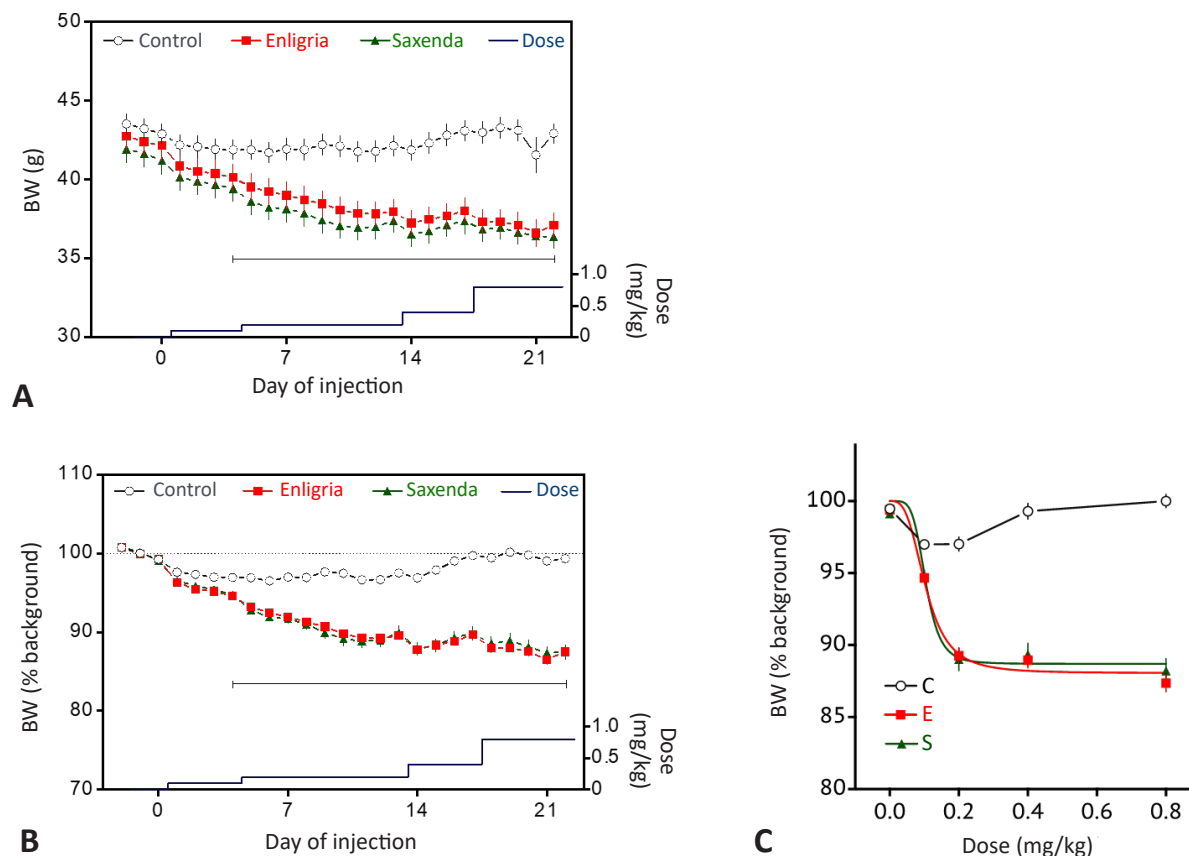 50
Control Enligria Saxenda Dose
45
BW (g)
40
35
1.0
0.5
Dose
(mg/kg)
30
0
0 7 14 21
Day of injection
A
110
Control Enligria Saxenda Dose
100
BW (% background)
90
80
1.0
0.5
Dose
(mg/kg)
70
0
0 7 14 21
Day of injection
B
100
95
BW (% background)
90
C
E
85
S
80
0.0 0.2 0.4 0.6 0.8
Dose (mg/kg)
C